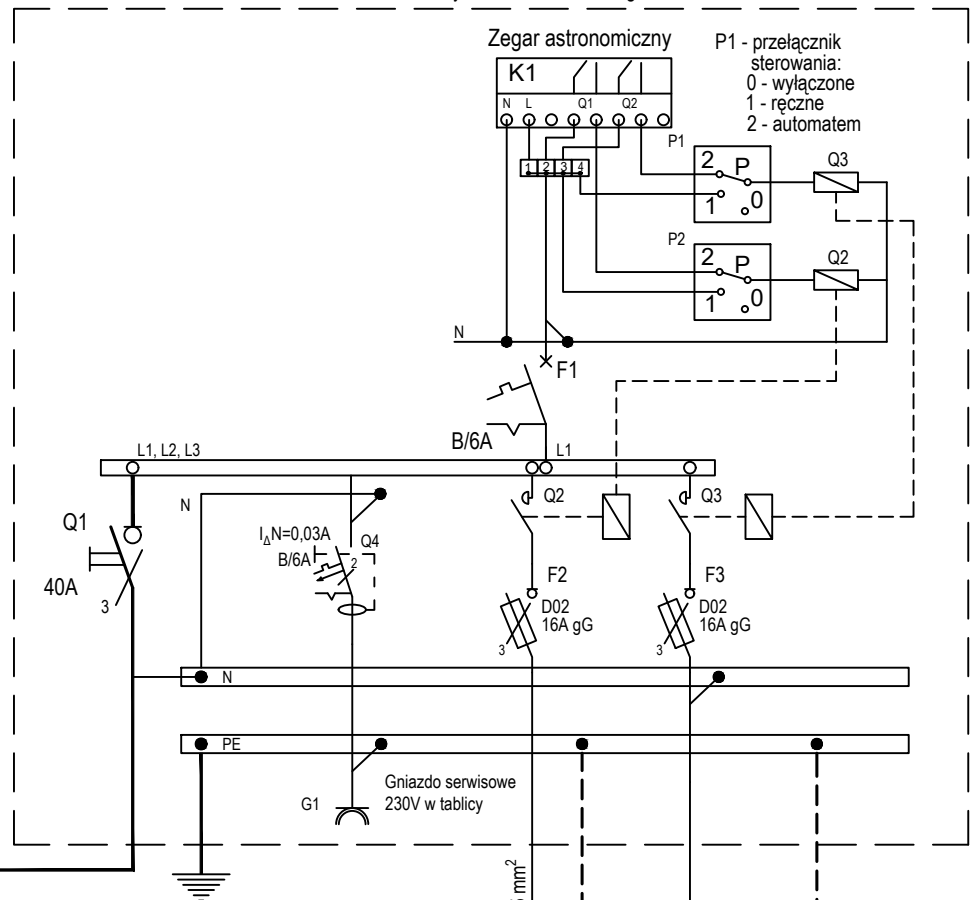 Zegar astronomiczny
K1
N L Q1 Q2
1 2 3 4
P1 - przełącznik
sterowania:
0 - wyłączone
1 - ręczne
2 - automatem
P1
2 P
1 0
Q3
P2
2 P
1 0
Q2
N
F1
B/6A
L1, L2, L3
L1
Q1
40A
3
N
I∆N=0,03A
B/6A
Q4
2
Q2
Q3
F2
D02
16A gG
3
F3
D02
16A gG
3
N
PE
Gniazdo serwisowe
230V w tablicy
G1
mm²